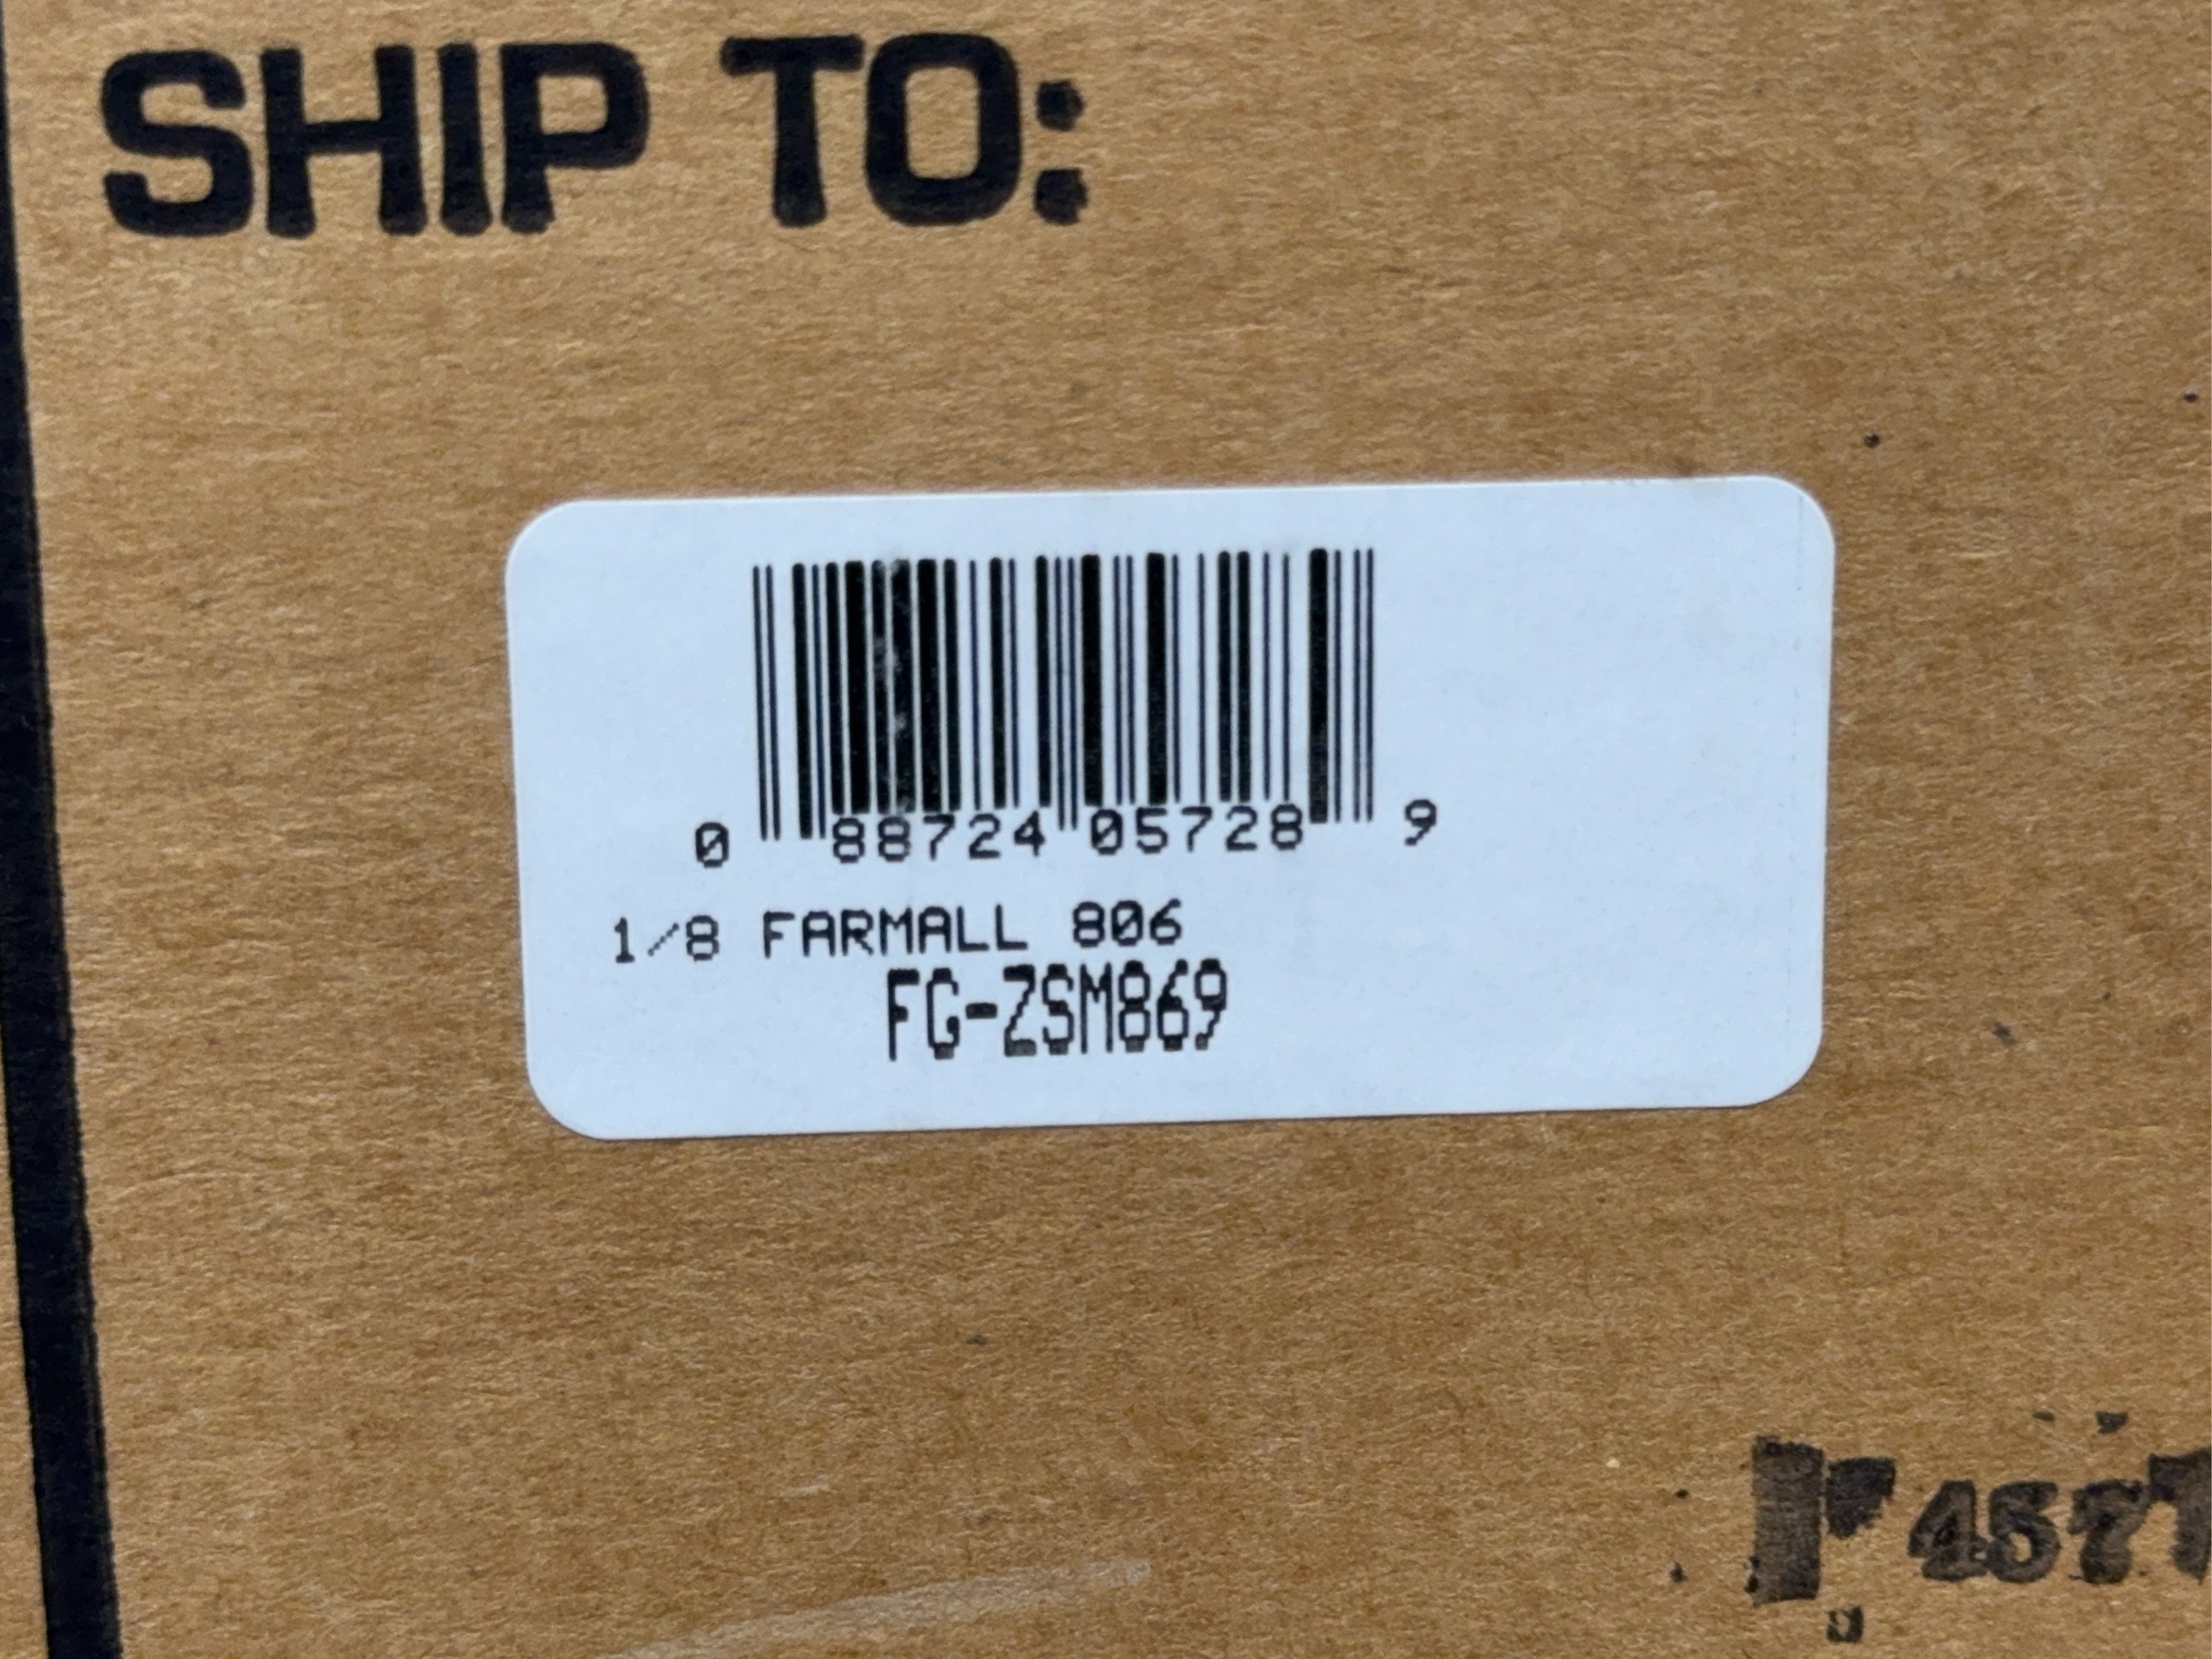 SHIP TO:
0 88724 05728 9
1/8 FARMALL 806
FG-ZSM869